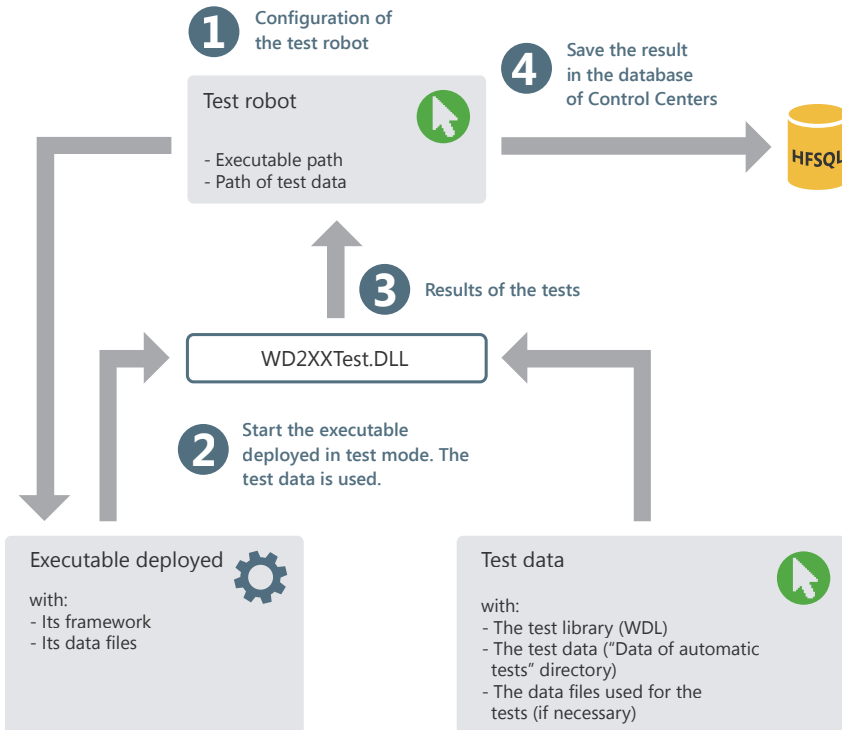 1
Configuration of
the test robot
4
Save the result
in the database
of Control Centers
Test robot
- Executable path
- Path of test data
HFSQL
3
Results of the tests
WD2XXTest.DLL
2
Start the executable
deployed in test mode. The
test data is used.
Executable deployed
with:
- Its framework
- Its data files
Test data
with:
- The test library (WDL)
- The test data (“Data of automatic
tests” directory)
- The data files used for the
tests (if necessary)